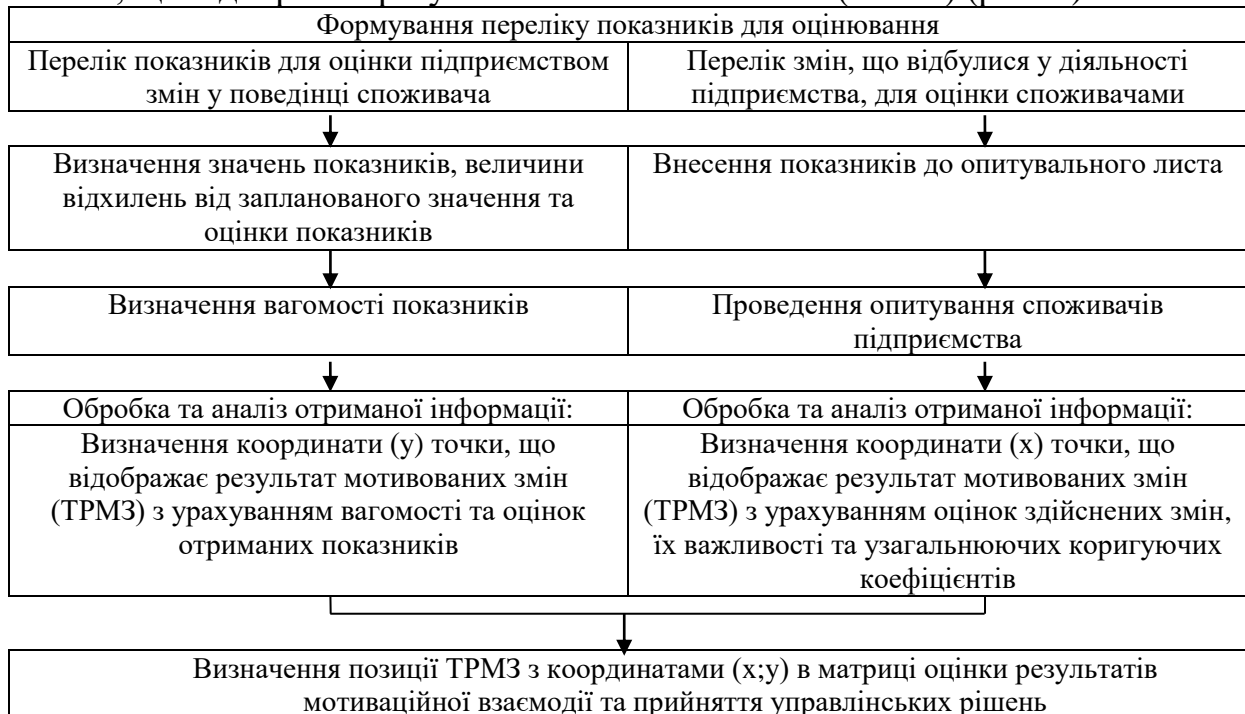 Формування переліку показників для оцінювання
Перелік показників для оцінки підприємством
змін у поведінці споживача
Перелік змін, що відбулися у діяльності
підприємства, для оцінки споживачами
Визначення значень показників, величини
відхилень від запланованого значення та
оцінки показників
Внесення показників до опитувального листа
Визначення вагомості показників
Проведення опитування споживачів
підприємства
Обробка та аналіз отриманої інформації:
Визначення координати (у) точки, що
відображає результат мотивованих змін
(ТРМЗ) з урахуванням вагомості та оцінок
отриманих показників
Обробка та аналіз отриманої інформації:
Визначення координати (х) точки, що
відображає результат мотивованих змін
(ТРМЗ) з урахуванням оцінок здійснених змін,
їх важливості та узагальнюючих коригуючих
коефіцієнтів
Визначення позиції ТРМЗ з координатами (х;у) в матриці оцінки результатів
мотиваційної взаємодії та прийняття управлінських рішень